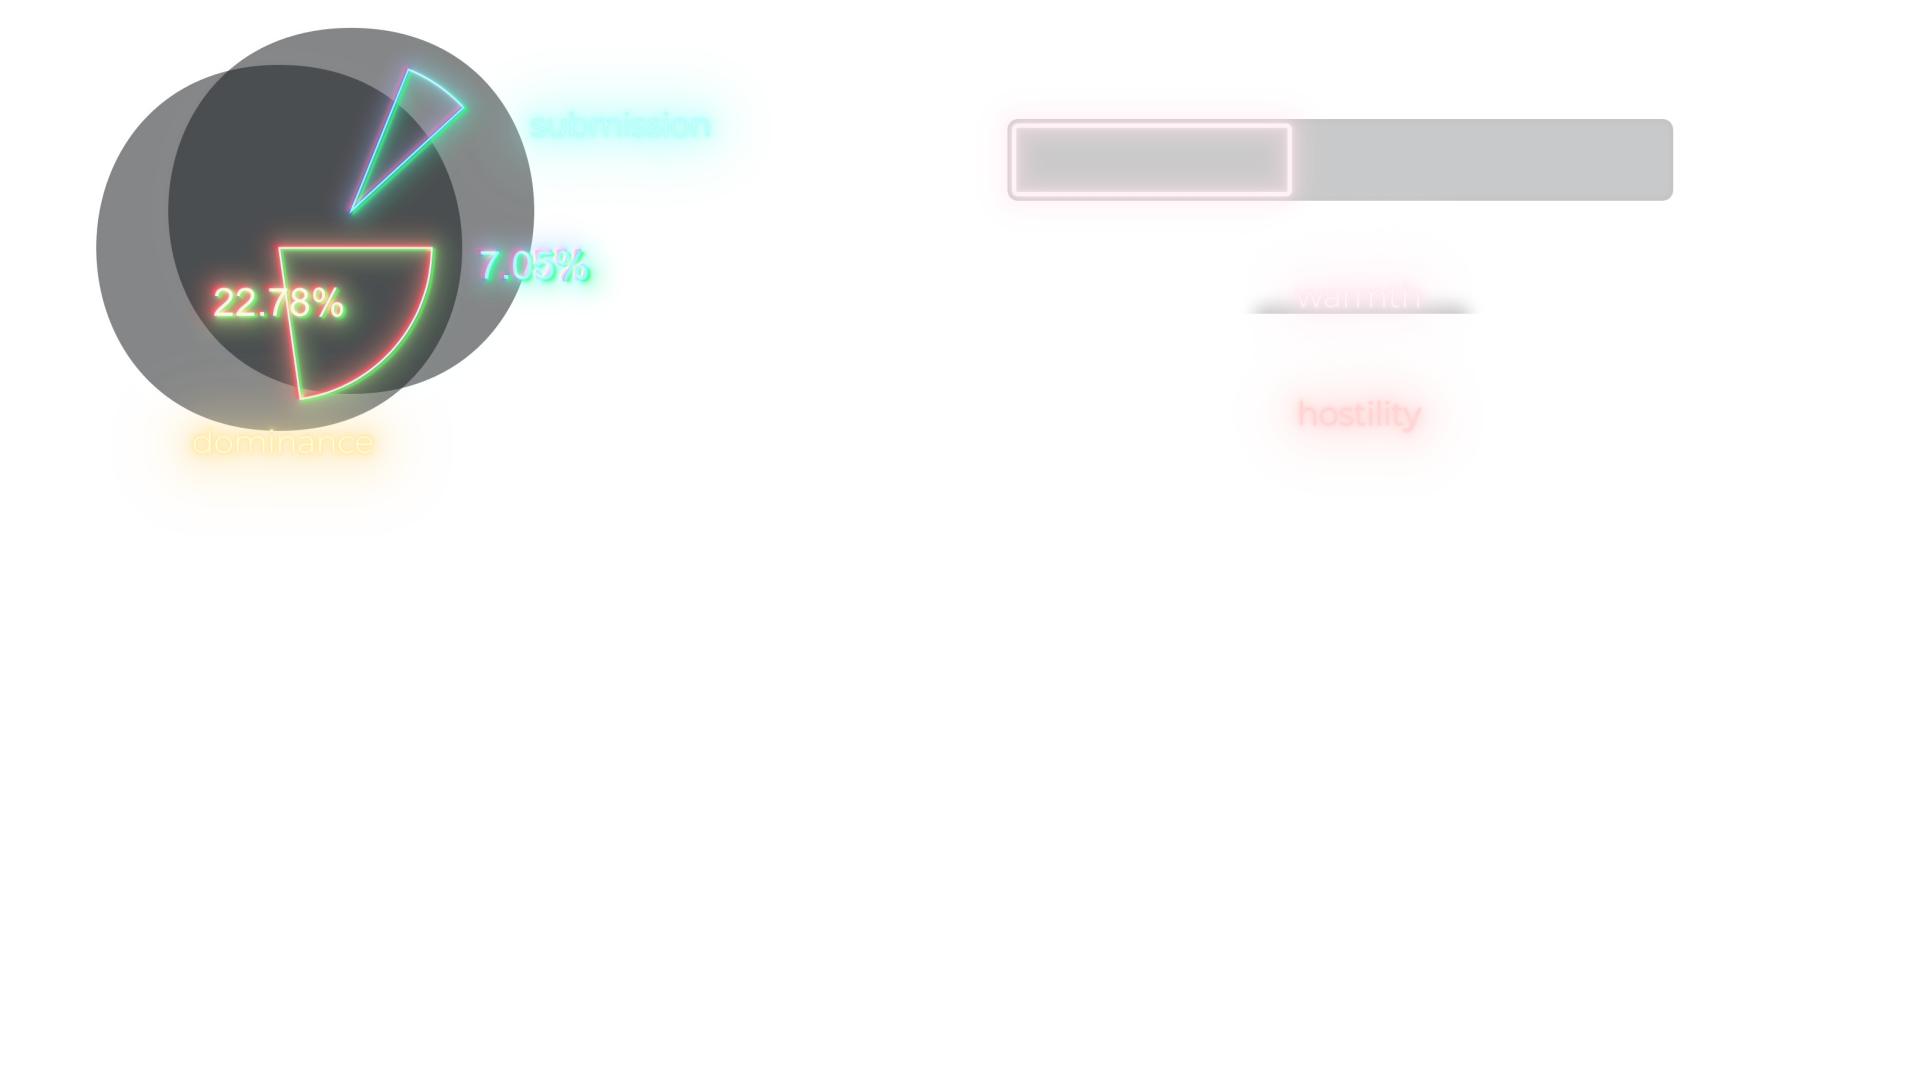 submission
7.05%
22.78%
dominance
warmth
hostility